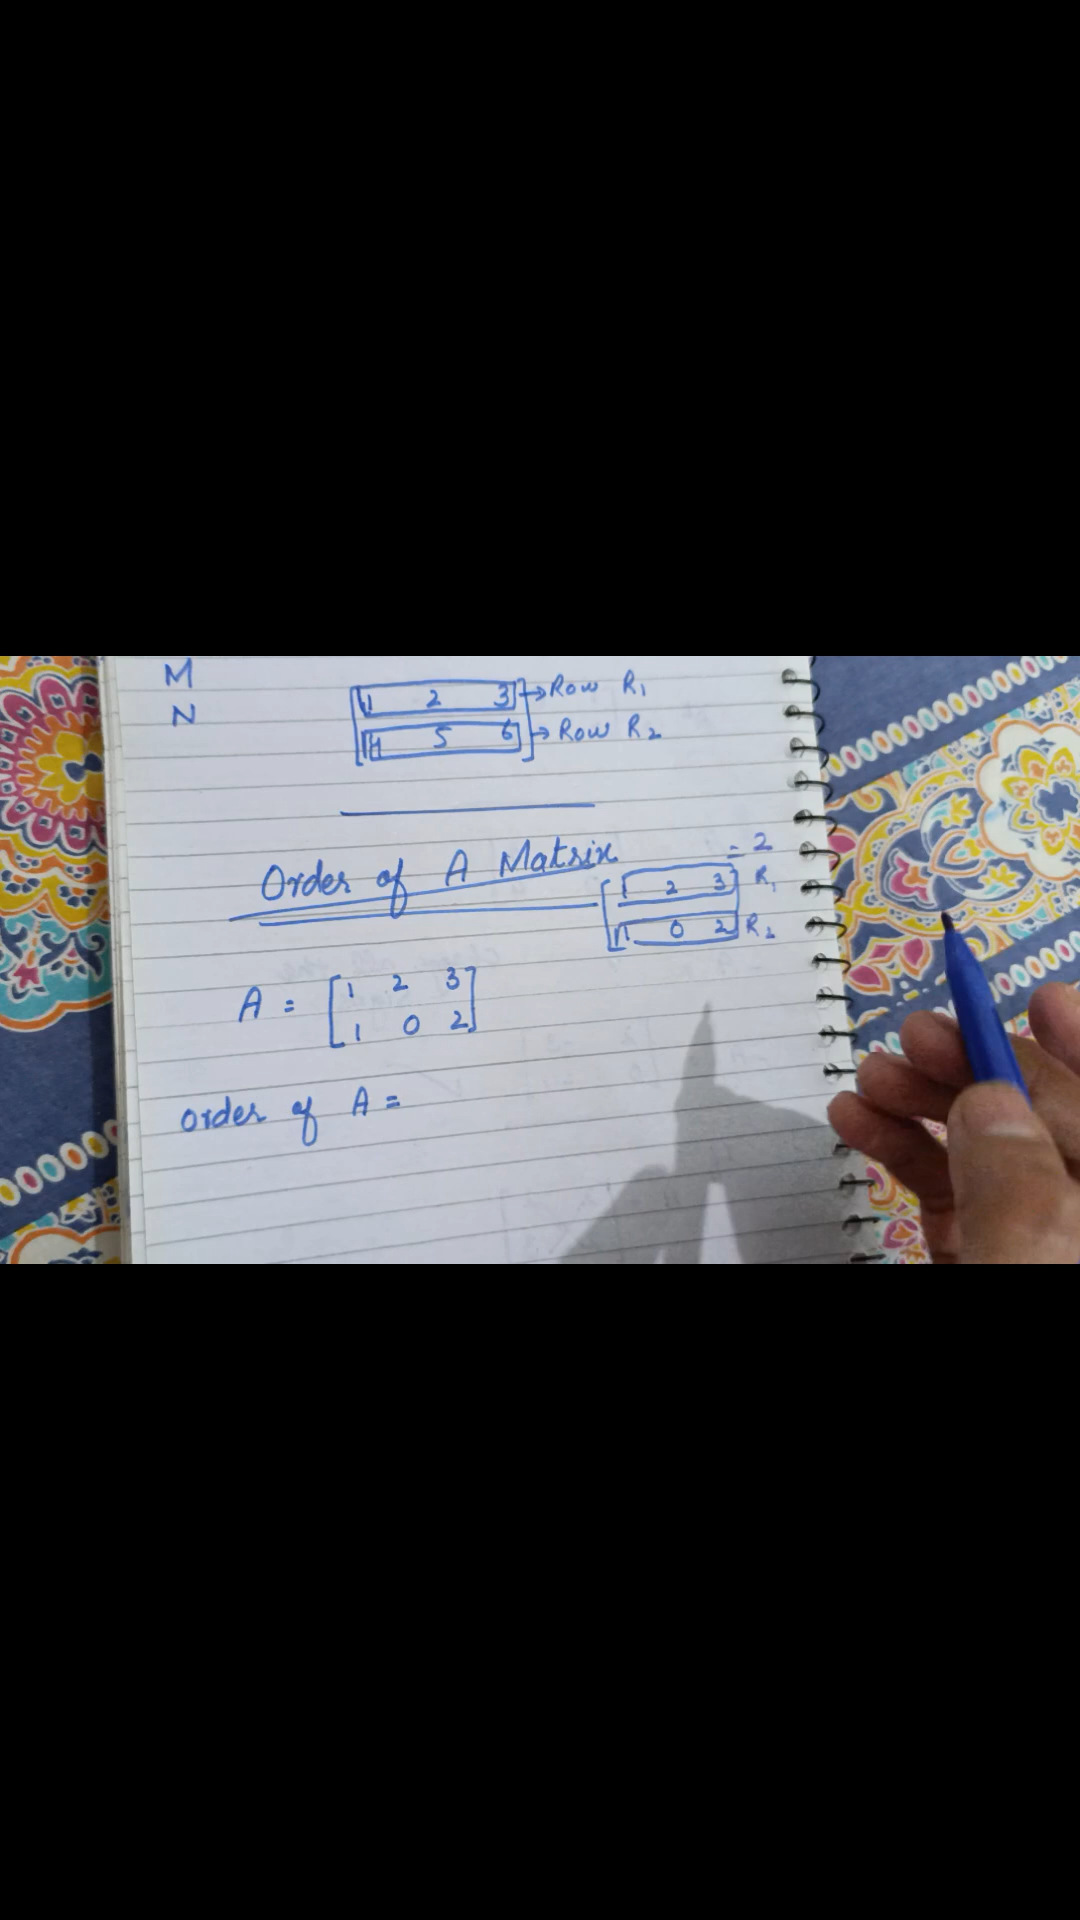 M
N
1 2 3 → Row R1
4 5 6 → Row R2
Order of A Matrix
= 2
1 2 3 R1
1 0 2 R2
A = [1 2 3
1 0 2]
Order of A =